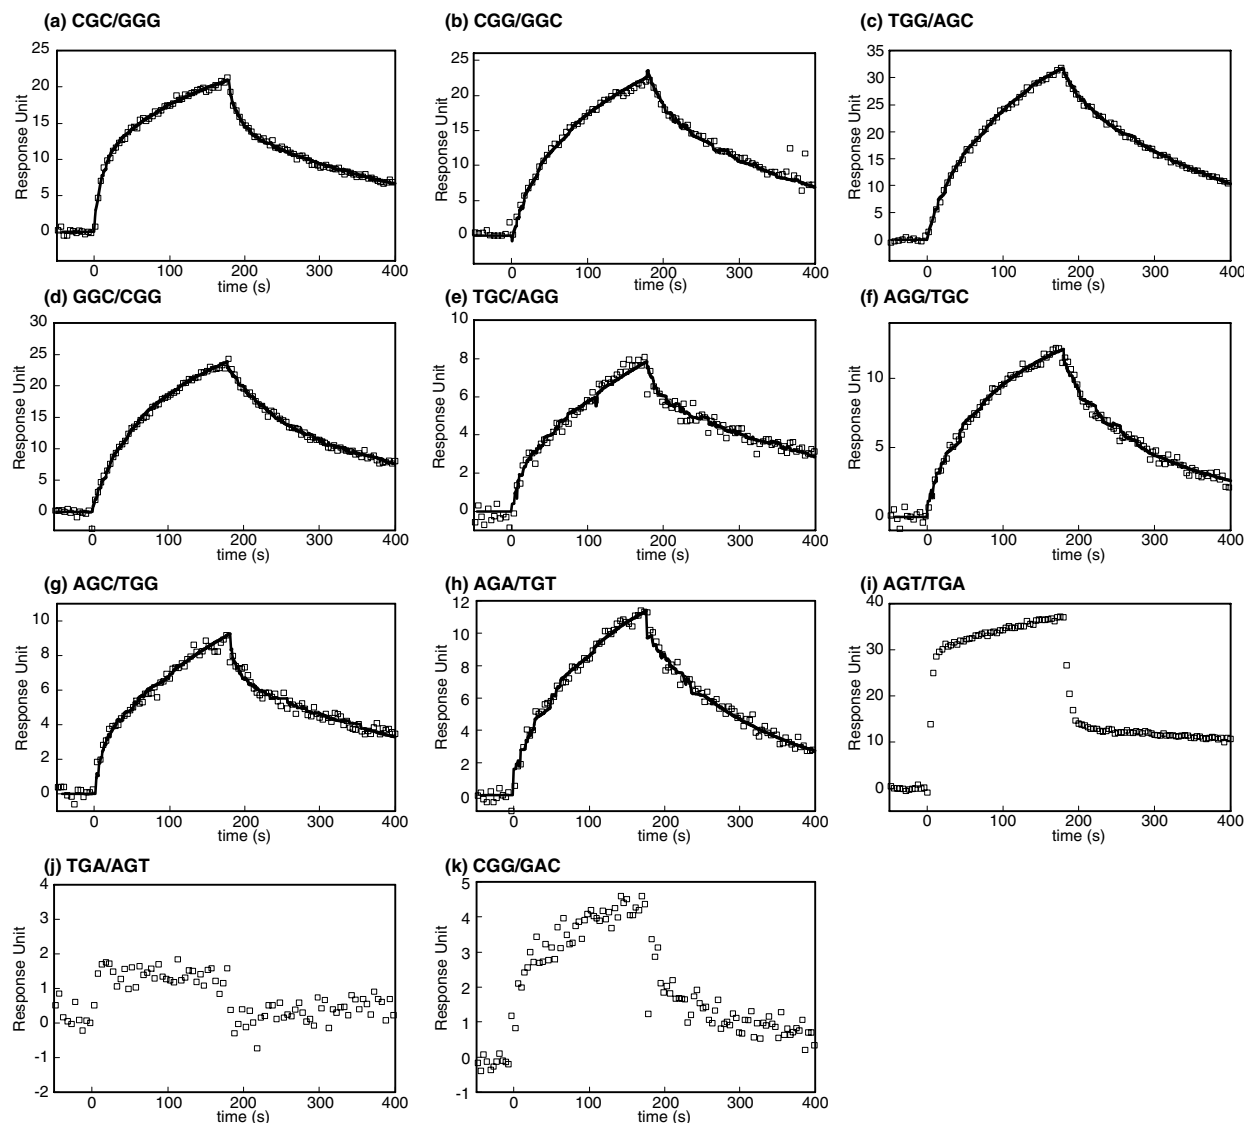 (a) CGC/GGG
Response Unit
25
20
15
10
5
0
0 100 200 300 400
time (s)
(b) CGG/GGC
Response Unit
25
20
15
10
5
0
0 100 200 300 400
time (s)
(c) TGG/AGC
Response Unit
35
30
25
20
15
10
5
0
0 100 200 300 400
time (s)
(d) GGC/CGG
Response Unit
30
25
20
15
10
5
0
0 100 200 300 400
time (s)
(e) TGC/AGG
Response Unit
10
8
6
4
2
0
0 100 200 300 400
time (s)
(f) AGG/TGC
Response Unit
10
5
0
0 100 200 300 400
time (s)
(g) AGC/TGG
Response Unit
10
8
6
4
2
0
0 100 200 300 400
time (s)
(h) AGA/TGT
Response Unit
12
10
8
6
4
2
0
0 100 200 300 400
time (s)
(i) AGT/TGA
Response Unit
40
30
20
10
0
0 100 200 300 400
time (s)
(j) TGA/AGT
Response Unit
4
3
2
1
0
-1
-2
0 100 200 300 400
time (s)
(k) CGG/GAC
Response Unit
5
4
3
2
1
0
-1
0 100 200 300 400
time (s)